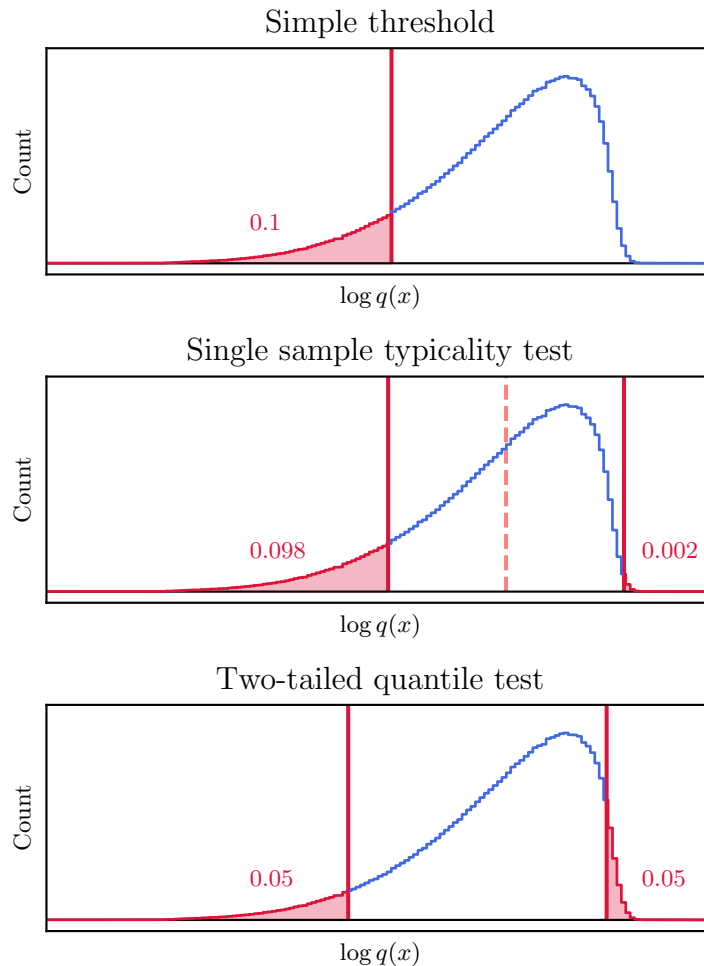 Simple threshold
Count
0.1
log q(x)
Single sample typicality test
Count
0.098
0.002
log q(x)
Two-tailed quantile test
Count
0.05
0.05
log q(x)